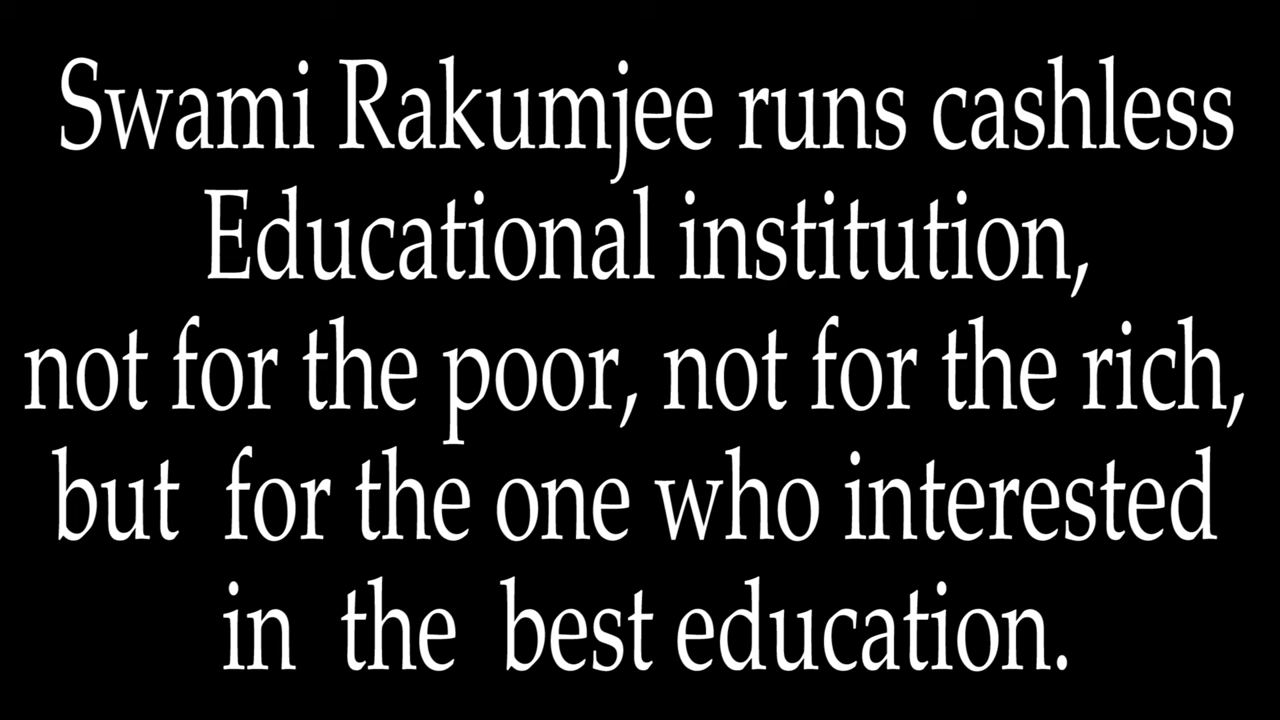 Swami Rakumjee runs cashless
Educational institution,
not for the poor, not for the rich,
but for the one who interested
in the best education.